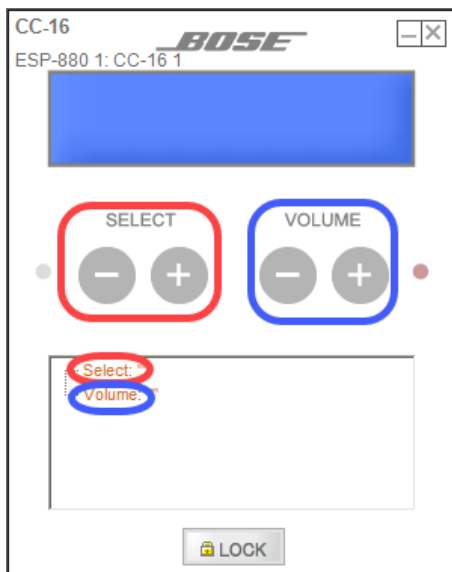 CC-16
BOSE
ESP-880 1: CC-16 1
SELECT
VOLUME
− + − +
Select: ""
Volume: ""
LOCK